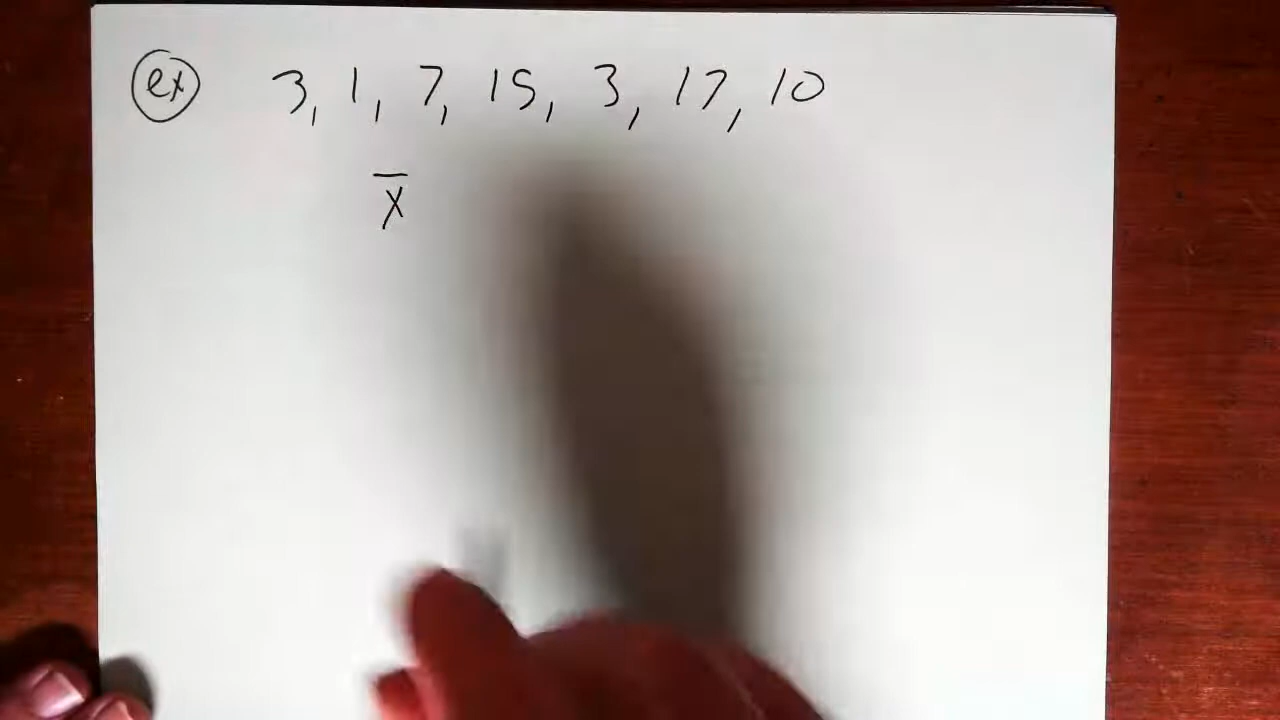 ex 3, 1, 7, 15, 3, 17, 10
x̅